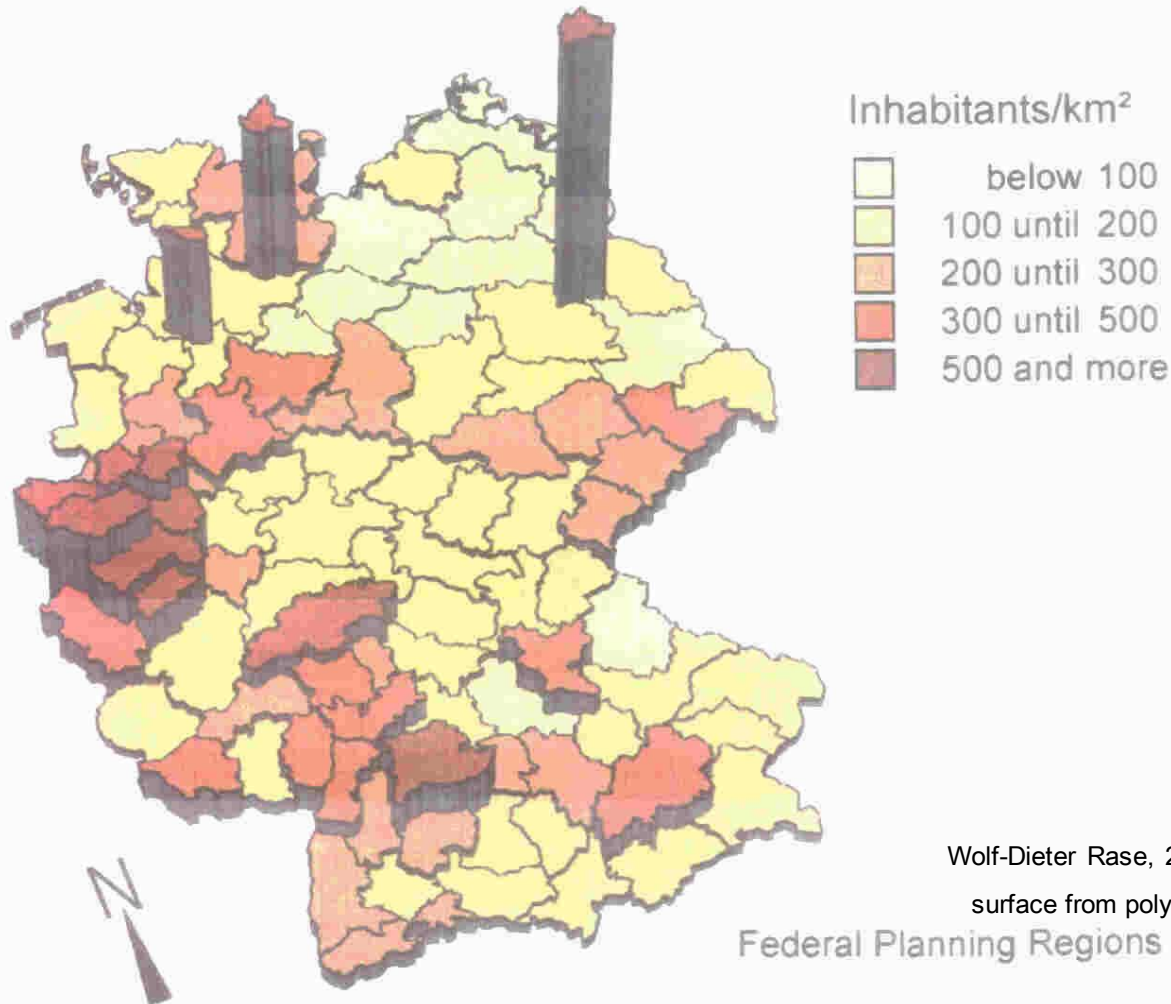 Inhabitants/km²
below 100
100 until 200
200 until 300
300 until 500
500 and more
N
Wolf-Dieter Rase, 2
surface from poly
Federal Planning Regions